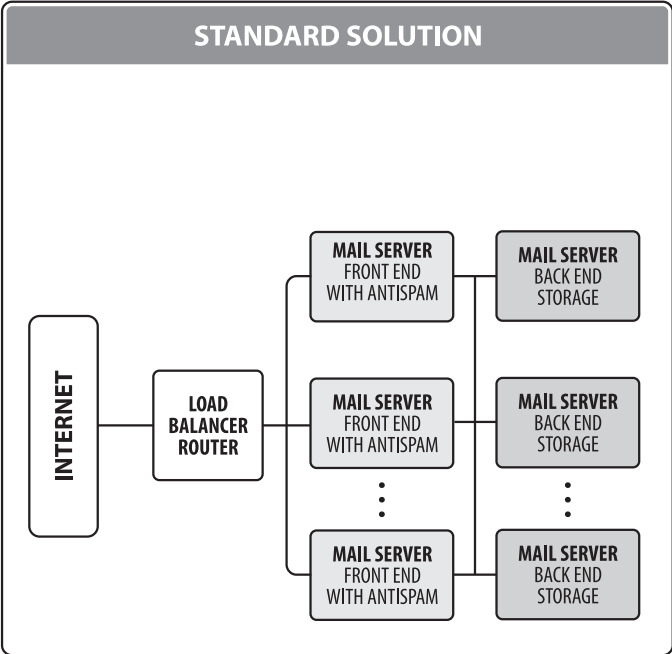 STANDARD SOLUTION
INTERNET
LOAD
BALANCER
ROUTER
MAIL SERVER
FRONT END
WITH ANTISPAM
MAIL SERVER
BACK END
STORAGE
MAIL SERVER
FRONT END
WITH ANTISPAM
MAIL SERVER
BACK END
STORAGE
MAIL SERVER
FRONT END
WITH ANTISPAM
MAIL SERVER
BACK END
STORAGE